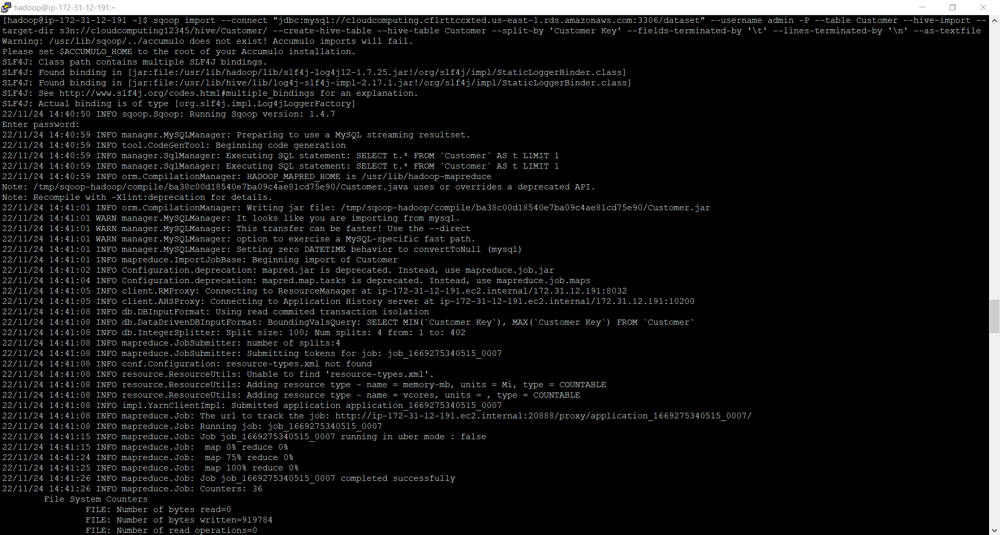 hadoop@ip-172-31-12-191:~
[hadoop@ip-172-31-12-191 ~]$ sqoop import --connect "jdbc:mysql://cloudcomputing.cflrttccxted.us-east-1.rds.amazonaws.com:3306/dataset" --username admin -P --table Customer --hive-import --
target-dir s3n://cloudcomputing12345/hive/Customer/ --create-hive-table --hive-table Customer --split-by 'Customer Key' --fields-terminated-by '\t' --lines-terminated-by '\n' --as-textfile
Warning: /usr/lib/sqoop/../accumulo does not exist! Accumulo imports will fail.
Please set $ACCUMULO_HOME to the root of your Accumulo installation.
SLF4J: Class path contains multiple SLF4J bindings.
SLF4J: Found binding in [jar:file:/usr/lib/hadoop/lib/slf4j-log4j12-1.7.25.jar!/org/slf4j/impl/StaticLoggerBinder.class]
SLF4J: Found binding in [jar:file:/usr/lib/hive/lib/log4j-slf4j-impl-2.17.1.jar!/org/slf4j/impl/StaticLoggerBinder.class]
SLF4J: See http://www.slf4j.org/codes.html#multiple_bindings for an explanation.
SLF4J: Actual binding is of type [org.slf4j.impl.Log4jLoggerFactory]
22/11/24 14:40:50 INFO sqoop.Sqoop: Running Sqoop version: 1.4.7
Enter password:
22/11/24 14:40:59 INFO manager.MySQLManager: Preparing to use a MySQL streaming resultset.
22/11/24 14:40:59 INFO tool.CodeGenTool: Beginning code generation
22/11/24 14:40:59 INFO manager.SqlManager: Executing SQL statement: SELECT t.* FROM `Customer` AS t LIMIT 1
22/11/24 14:40:59 INFO manager.SqlManager: Executing SQL statement: SELECT t.* FROM `Customer` AS t LIMIT 1
22/11/24 14:40:59 INFO orm.CompilationManager: HADOOP_MAPRED_HOME is /usr/lib/hadoop-mapreduce
Note: /tmp/sqoop-hadoop/compile/ba38c00d18540e7ba09c4ae81cd75e90/Customer.java uses or overrides a deprecated API.
Note: Recompile with -Xlint:deprecation for details.
22/11/24 14:41:01 INFO orm.CompilationManager: Writing jar file: /tmp/sqoop-hadoop/compile/ba38c00d18540e7ba09c4ae81cd75e90/Customer.jar
22/11/24 14:41:01 WARN manager.MySQLManager: It looks like you are importing from mysql.
22/11/24 14:41:01 WARN manager.MySQLManager: This transfer can be faster! Use the --direct
22/11/24 14:41:01 WARN manager.MySQLManager: option to exercise a MySQL-specific fast path.
22/11/24 14:41:01 INFO manager.MySQLManager: Setting zero DATETIME behavior to convertToNull (mysql)
22/11/24 14:41:01 INFO mapreduce.ImportJobBase: Beginning import of Customer
22/11/24 14:41:02 INFO Configuration.deprecation: mapred.jar is deprecated. Instead, use mapreduce.job.jar
22/11/24 14:41:04 INFO Configuration.deprecation: mapred.map.tasks is deprecated. Instead, use mapreduce.job.maps
22/11/24 14:41:05 INFO client.RMProxy: Connecting to ResourceManager at ip-172-31-12-191.ec2.internal/172.31.12.191:8032
22/11/24 14:41:05 INFO client.AHSProxy: Connecting to Application History server at ip-172-31-12-191.ec2.internal/172.31.12.191:10200
22/11/24 14:41:08 INFO db.DBInputFormat: Using read commited transaction isolation
22/11/24 14:41:08 INFO db.DataDrivenDBInputFormat: BoundingValsQuery: SELECT MIN(`Customer Key`), MAX(`Customer Key`) FROM `Customer`
22/11/24 14:41:08 INFO db.IntegerSplitter: Split size: 100; Num splits: 4 from: 1 to: 402
22/11/24 14:41:08 INFO mapreduce.JobSubmitter: number of splits:4
22/11/24 14:41:08 INFO mapreduce.JobSubmitter: Submitting tokens for job: job_1669275340515_0007
22/11/24 14:41:08 INFO conf.Configuration: resource-types.xml not found
22/11/24 14:41:08 INFO resource.ResourceUtils: Unable to find 'resource-types.xml'.
22/11/24 14:41:08 INFO resource.ResourceUtils: Adding resource type - name = memory-mb, units = Mi, type = COUNTABLE
22/11/24 14:41:08 INFO resource.ResourceUtils: Adding resource type - name = vcores, units = , type = COUNTABLE
22/11/24 14:41:08 INFO impl.YarnClientImpl: Submitted application application_1669275340515_0007
22/11/24 14:41:08 INFO mapreduce.Job: The url to track the job: http://ip-172-31-12-191.ec2.internal:20888/proxy/application_1669275340515_0007/
22/11/24 14:41:08 INFO mapreduce.Job: Running job: job_1669275340515_0007
22/11/24 14:41:15 INFO mapreduce.Job: Job job_1669275340515_0007 running in uber mode : false
22/11/24 14:41:15 INFO mapreduce.Job:  map 0% reduce 0%
22/11/24 14:41:24 INFO mapreduce.Job:  map 75% reduce 0%
22/11/24 14:41:25 INFO mapreduce.Job:  map 100% reduce 0%
22/11/24 14:41:26 INFO mapreduce.Job: Job job_1669275340515_0007 completed successfully
22/11/24 14:41:26 INFO mapreduce.Job: Counters: 36
File System Counters
FILE: Number of bytes read=0
FILE: Number of bytes written=919784
FILE: Number of read operations=0